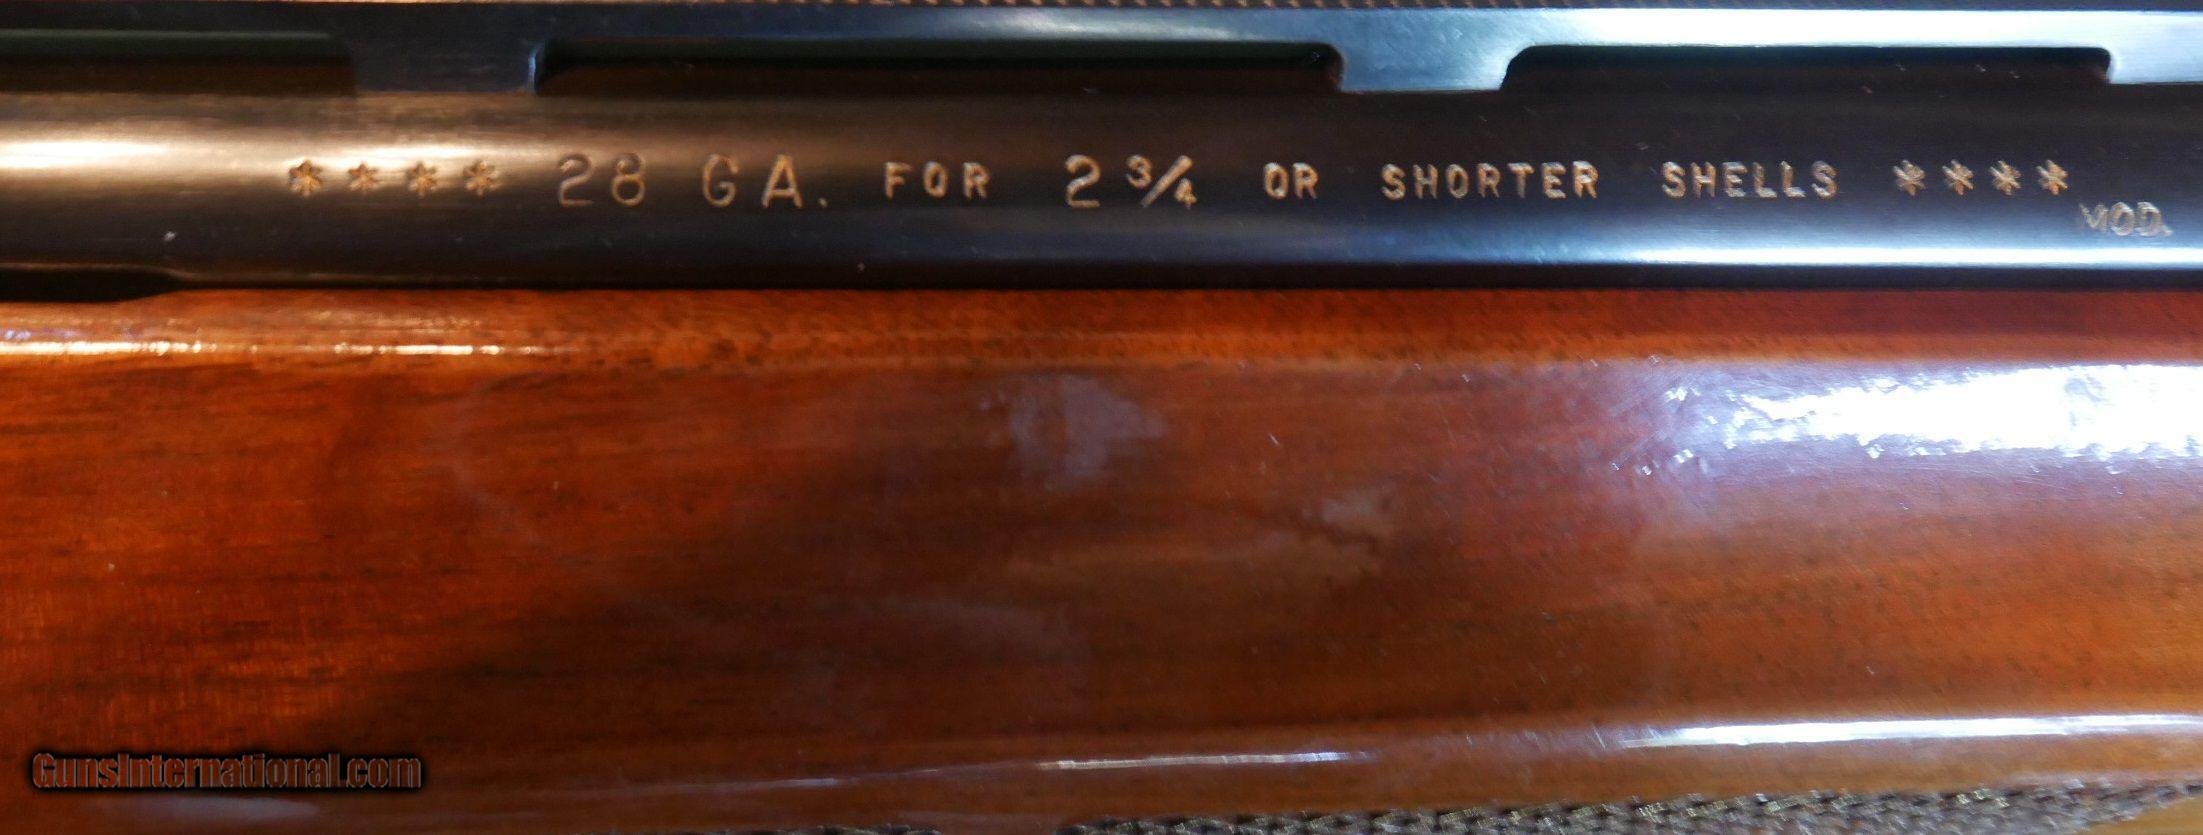 **** 28 GA. FOR 2 3/4 OR SHORTER SHELLS ****
MOD.
GunsInternational.com